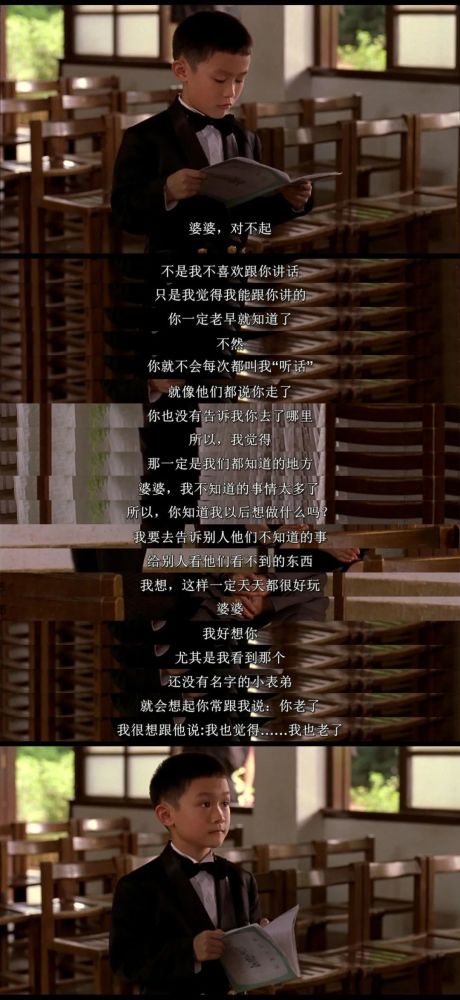 婆婆，对不起
不是我不喜欢跟你讲话
只是我觉得我能跟你讲的
你一定老早就知道了
不然
你就不会每次都叫我“听话”
就像他们都说你走了
你也没有告诉我你去了哪里
所以，我觉得
那一定是我们都知道的地方
婆婆，我不知道的事情太多了
所以，你知道我以后想做什么吗?
我要去告诉别人他们不知道的事
给别人看他们看不到的东西
我想，这样一定天天都很好玩
婆婆
我好想你
尤其是我看到那个
还没有名字的小表弟
就会想起你常跟我说：你老了
我很想跟他说:我也觉得……我也老了